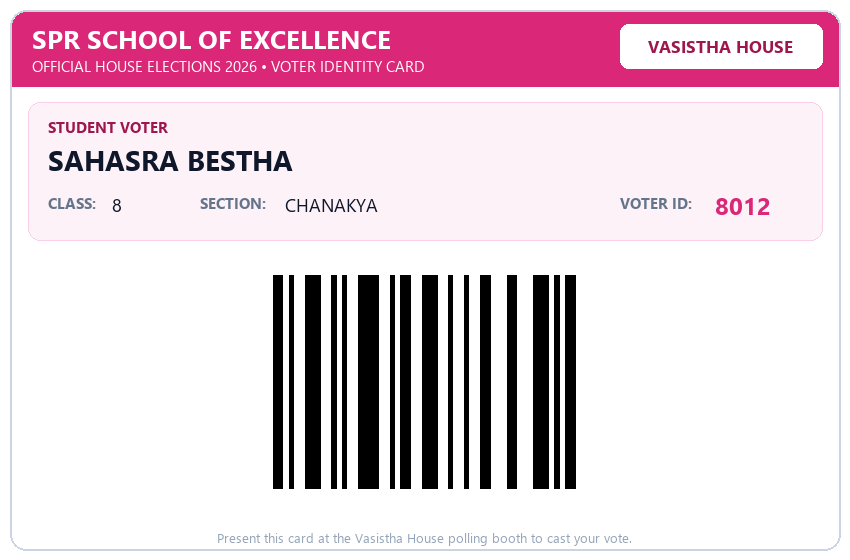 SPR SCHOOL OF EXCELLENCE
OFFICIAL HOUSE ELECTIONS 2026 • VOTER IDENTITY CARD
VASISTHA HOUSE
STUDENT VOTER
SAHASRA BESTHA
CLASS: 8 SECTION: CHANAKYA VOTER ID: 8012
Present this card at the Vasistha House polling booth to cast your vote.